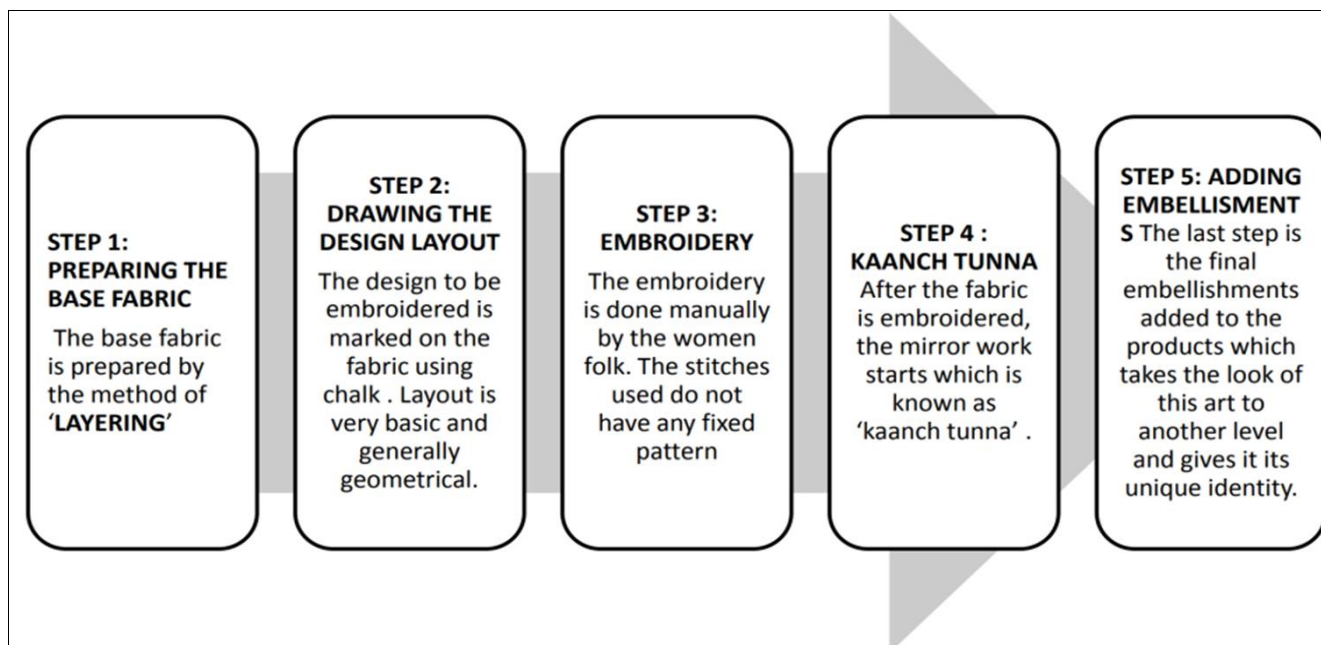 STEP 1:
PREPARING THE
BASE FABRIC
The base fabric
is prepared by
the method of
‘LAYERING’
STEP 2:
DRAWING THE
DESIGN LAYOUT
The design to be
embroidered is
marked on the
fabric using
chalk . Layout is
very basic and
generally
geometrical.
STEP 3:
EMBROIDERY
The embroidery
is done manually
by the women
folk. The stitches
used do not
have any fixed
pattern
STEP 4 :
KAANCH TUNNA
After the fabric
is embroidered,
the mirror work
starts which is
known as
‘kaanch tunna’ .
STEP 5: ADDING
EMBELLISMENT
S The last step is
the final
embellishments
added to the
products which
takes the look of
this art to
another level
and gives it its
unique identity.